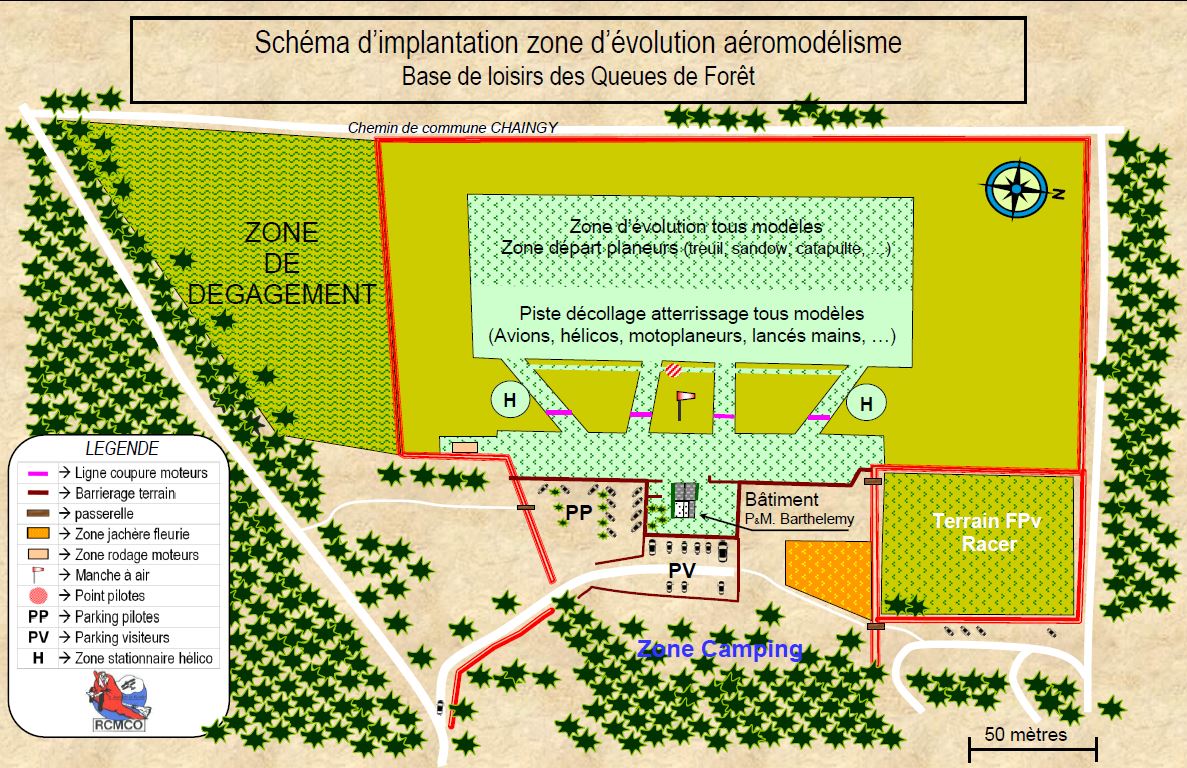 Schéma d'implantation zone d'évolution aéromodélisme
Base de loisirs des Queues de Forêt
Chemin de commune CHAINGY
N
ZONE
DE
DEGAGEMENT
Zone d'évolution tous modèles
Zone départ planeurs (treuil, sandow, catapulte, …)
Piste décollage atterrissage tous modèles
(Avions, hélicos, motoplaneurs, lancés mains, …)
H
H
LEGENDE
→ Ligne coupure moteurs
→ Barrierage terrain
→ passerelle
→ Zone jachère fleurie
→ Zone rodage moteurs
→ Manche à air
→ Point pilotes
PP → Parking pilotes
PV → Parking visiteurs
H → Zone stationnaire hélico
RCMCO
PP
Bâtiment
P&M. Barthelemy
PV
Terrain FPv
Racer
Zone Camping
50 mètres